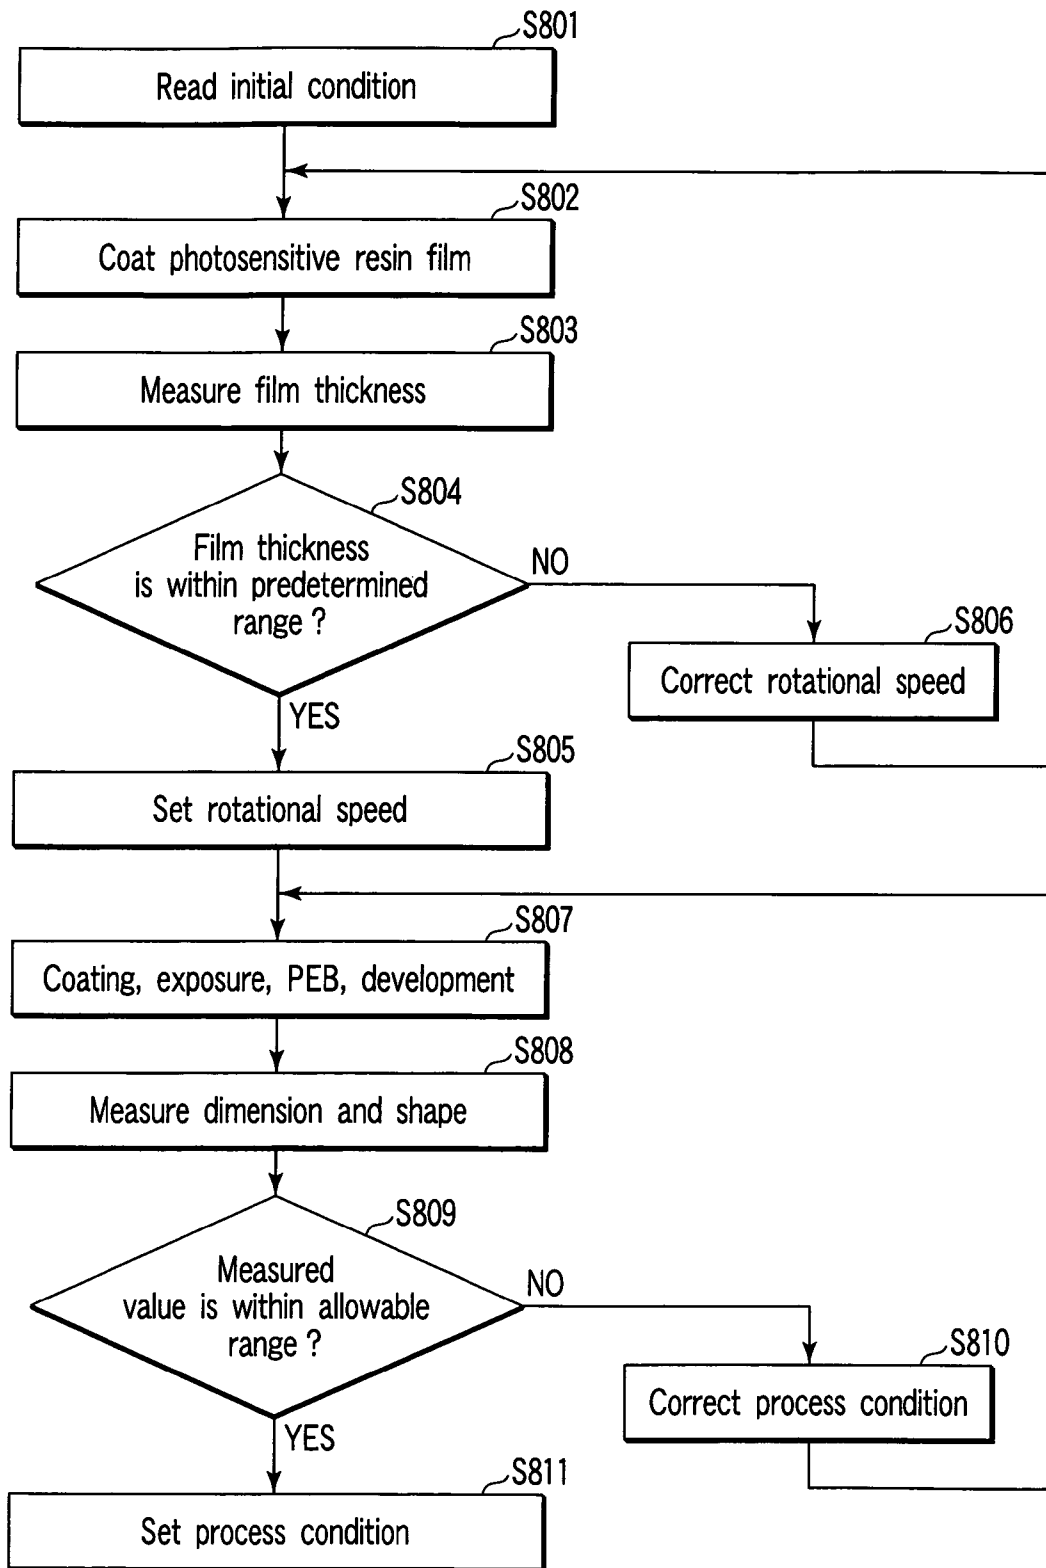 S801
Read initial condition
S802
Coat photosensitive resin film
S803
Measure film thickness
S804
Film thickness
is within predetermined
range ?
NO
S806
Correct rotational speed
YES
S805
Set rotational speed
S807
Coating, exposure, PEB, development
S808
Measure dimension and shape
S809
Measured
value is within allowable
range ?
NO
S810
Correct process condition
YES
S811
Set process condition